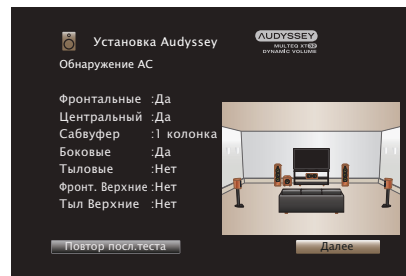 Установка Audyssey
AUDYSSEY
MULTEQ XT32
DYNAMIC VOLUME
Обнаружение АС
Фронтальные :Да
Центральный :Да
Сабвуфер :1 колонка
Боковые :Да
Тыловые :Нет
Фронт. Верхние :Нет
Тыл Верхние :Нет
Повтор посл.теста
Далее